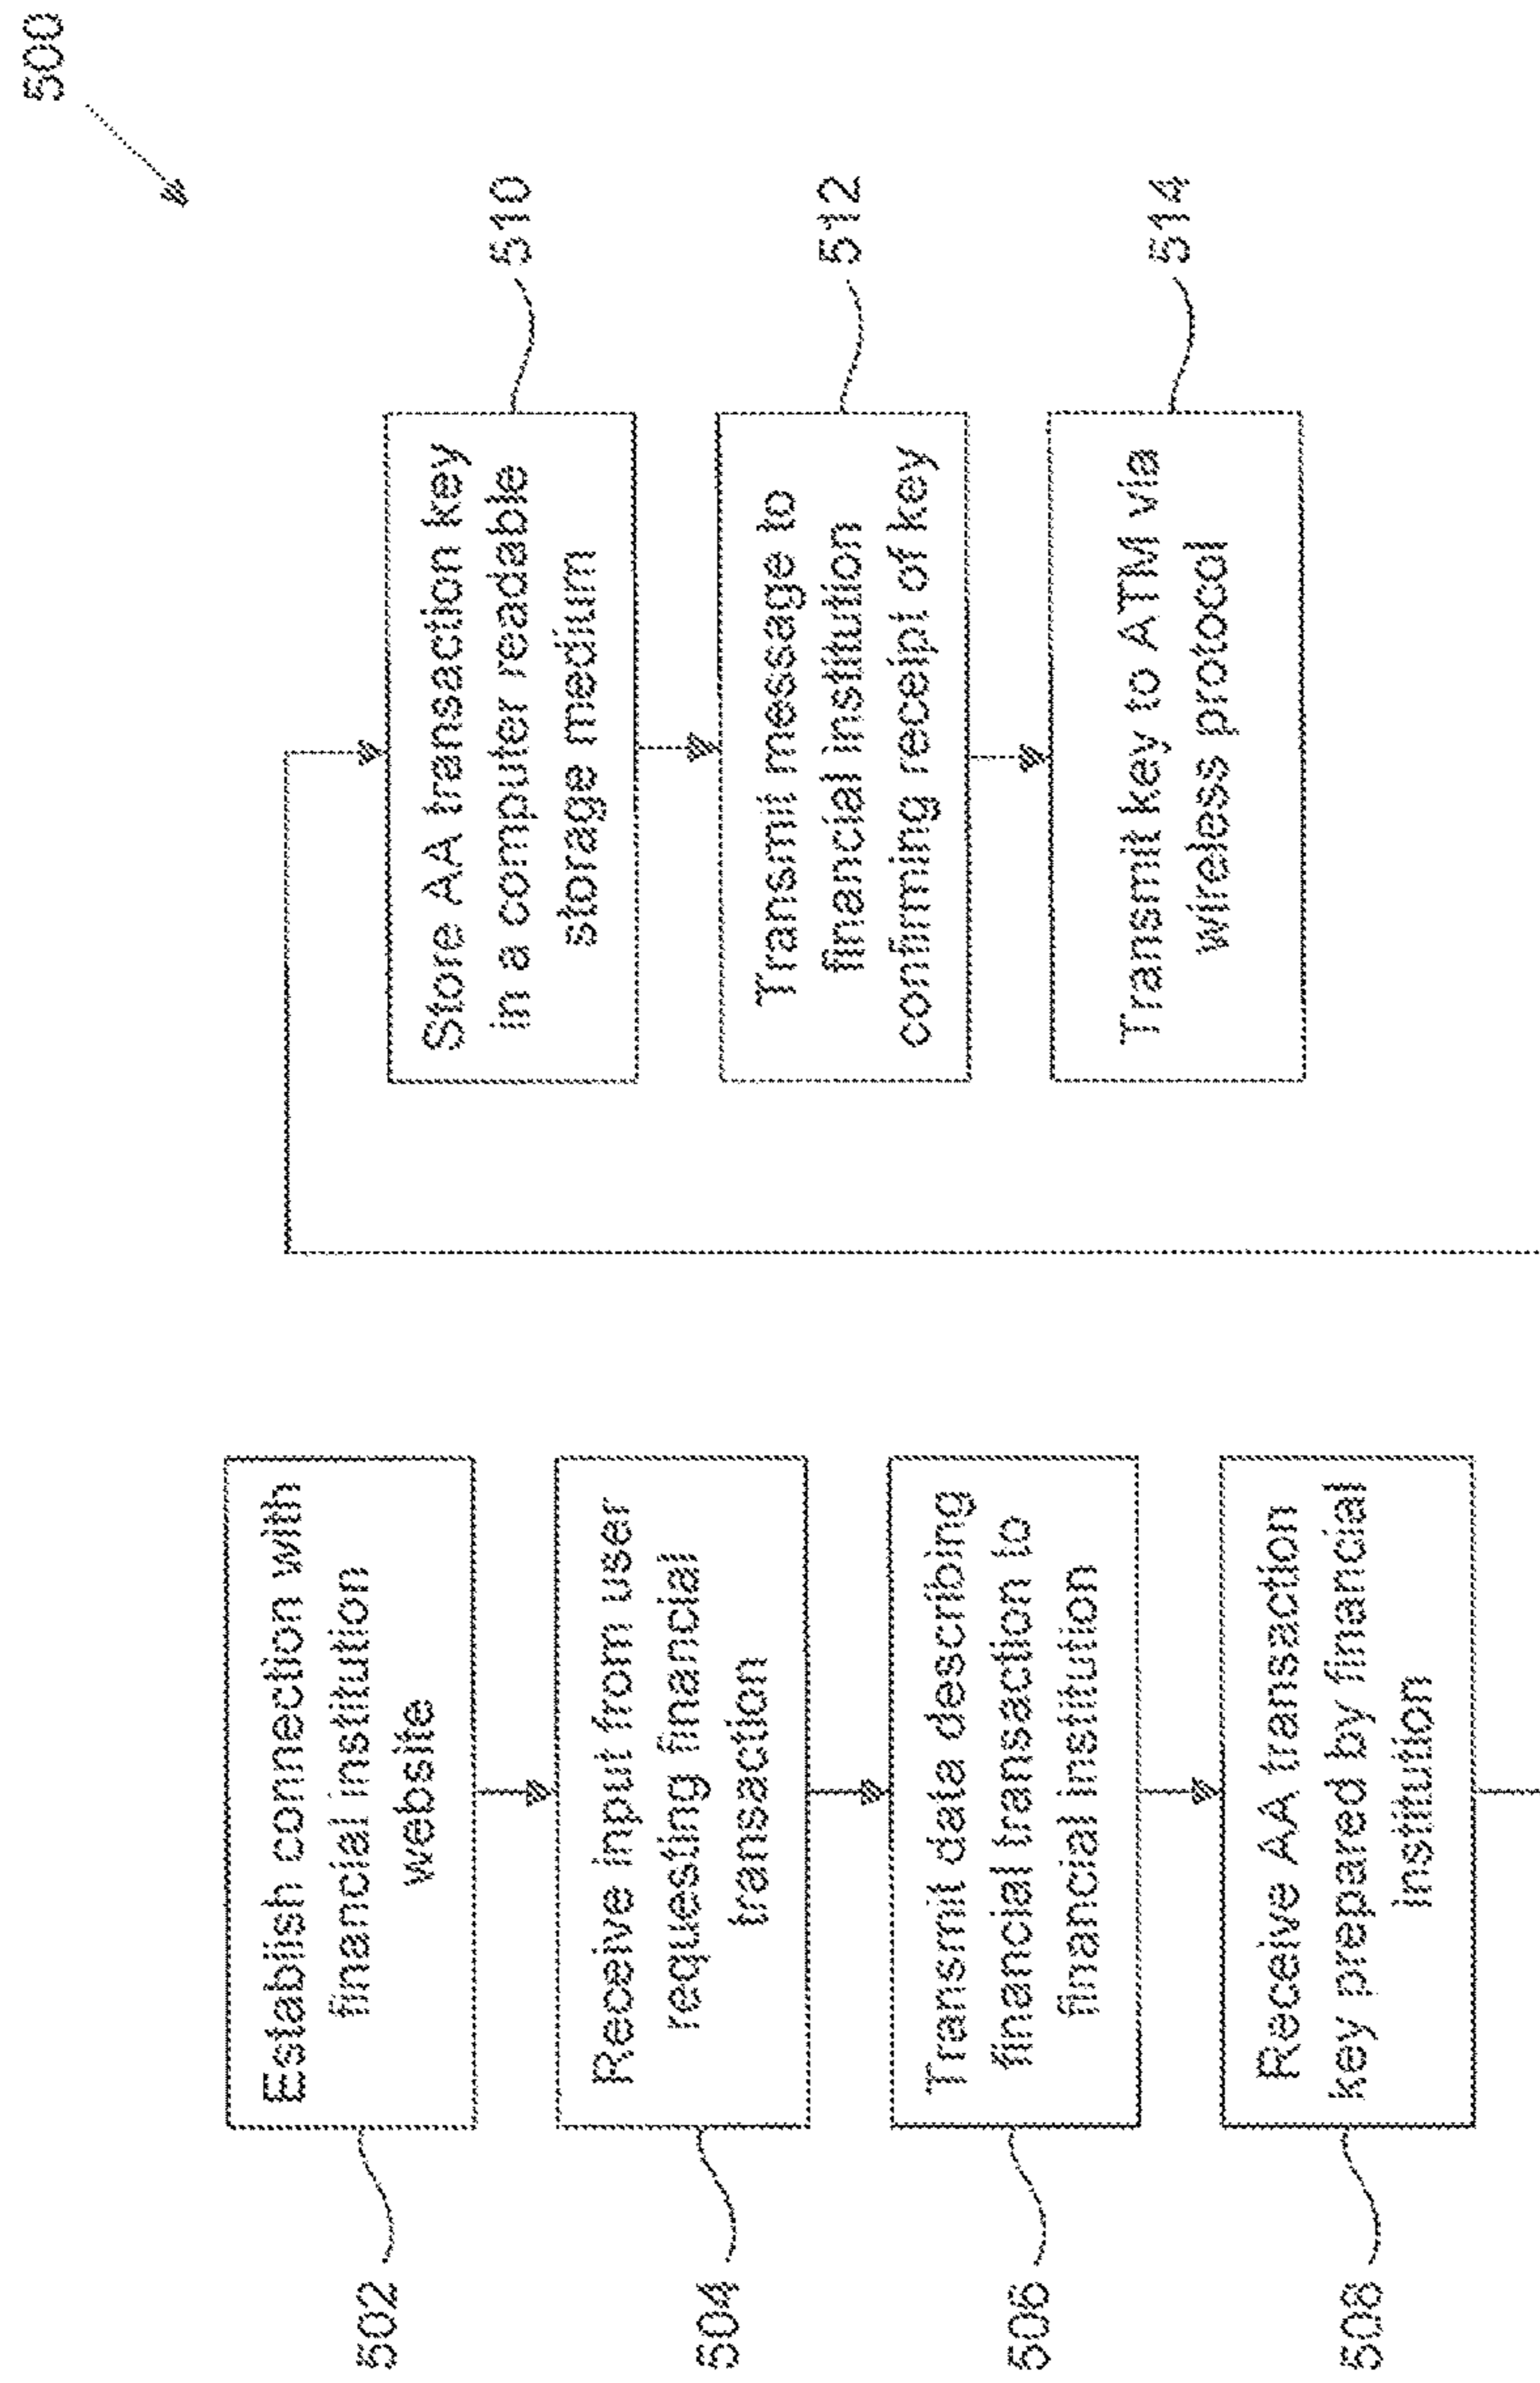 500
502
Establish connection with
financial institution
website
504
Receive input from user
requesting financial
transaction
506
Transmit data describing
financial transaction to
financial institution
508
Receive AA transaction
key prepared by financial
institution
Store AA transaction key
in a computer readable
storage medium
510
Transmit message to
financial institution
confirming receipt of key
512
Transmit key to ATM via
wireless protocol
514